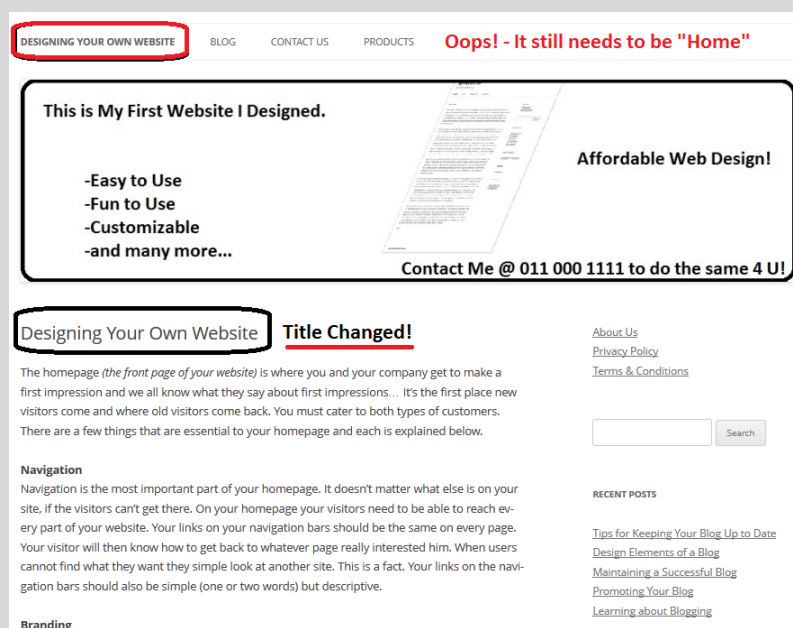 DESIGNING YOUR OWN WEBSITE BLOG CONTACT US PRODUCTS Oops! - It still needs to be "Home"
This is My First Website I Designed.
Affordable Web Design!
-Easy to Use
-Fun to Use
-Customizable
-and many more...
Contact Me @ 011 000 1111 to do the same 4 U!
Designing Your Own Website Title Changed!
The homepage (the front page of your website) is where you and your company get to make a
first impression and we all know what they say about first impressions… It's the first place new
visitors come and where old visitors come back. You must cater to both types of customers.
There are a few things that are essential to your homepage and each is explained below.
Navigation
Navigation is the most important part of your homepage. It doesn't matter what else is on your
site, if the visitors can't get there. On your homepage your visitors need to be able to reach ev-
ery part of your website. Your links on your navigation bars should be the same on every page.
Your visitor will then know how to get back to whatever page really interested him. When users
cannot find what they want they simple look at another site. This is a fact. Your links on the navi-
gation bars should also be simple (one or two words) but descriptive.
Branding
About Us
Privacy Policy
Terms & Conditions
Search
RECENT POSTS
Tips for Keeping Your Blog Up to Date
Design Elements of a Blog
Maintaining a Successful Blog
Promoting Your Blog
Learning about Blogging